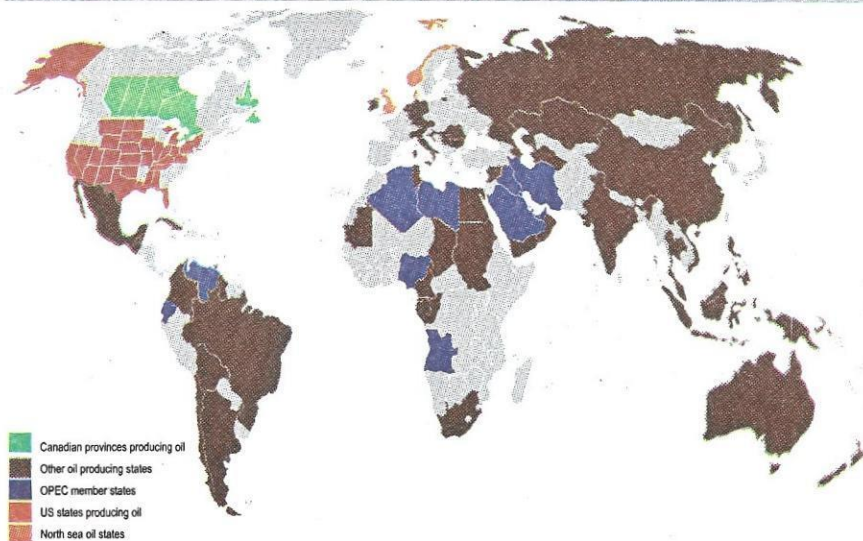 Canadian provinces producing oil
Other oil producing states
OPEC member states
US states producing oil
North sea oil states